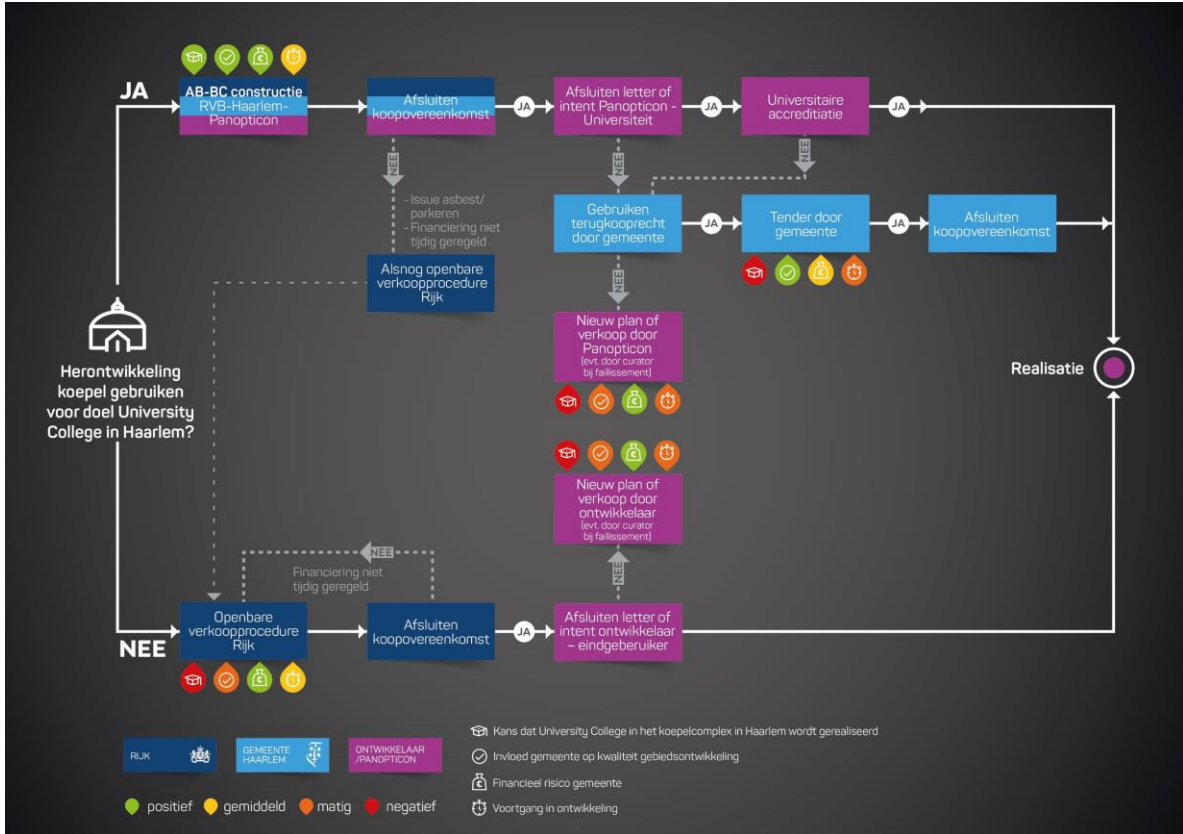 JA
AB-BC constructie
RVB-Haarlem-
Panopticon
Afsluiten
koopovereenkomst
JA
Afsluiten letter of
intent Panopticon -
Universiteit
JA
Universitaire
accreditatie
JA
NEE
- Issue asbest/
parkeren
- Financiering niet
tijdig geregeld
Alsnog openbare
verkoopprocedure
Rijk
NEE
NEE
Gebruiken
terugkooprecht
door gemeente
JA
Tender door
gemeente
JA
Afsluiten
koopovereenkomst
NEE
Nieuw plan of
verkoop door
Panopticon
(evt. door curator
bij faillissement)
Herontwikkeling
koepel gebruiken
voor doel University
College in Haarlem?
Realisatie
Nieuw plan of
verkoop door
ontwikkelaar
(evt. door curator
bij faillissement)
NEE
NEE
Financiering niet
tijdig geregeld
NEE
Openbare
verkoopprocedure
Rijk
Afsluiten
koopovereenkomst
JA
Afsluiten letter of
intent ontwikkelaar
– eindgebruiker
RIJK
GEMEENTE
HAARLEM
ONTWIKKELAAR
/PANOPTICON
positief
gemiddeld
matig
negatief
Kans dat University College in het koepelcomplex in Haarlem wordt gerealiseerd
Invloed gemeente op kwaliteit gebiedsontwikkeling
Financieel risico gemeente
Voortgang in ontwikkeling